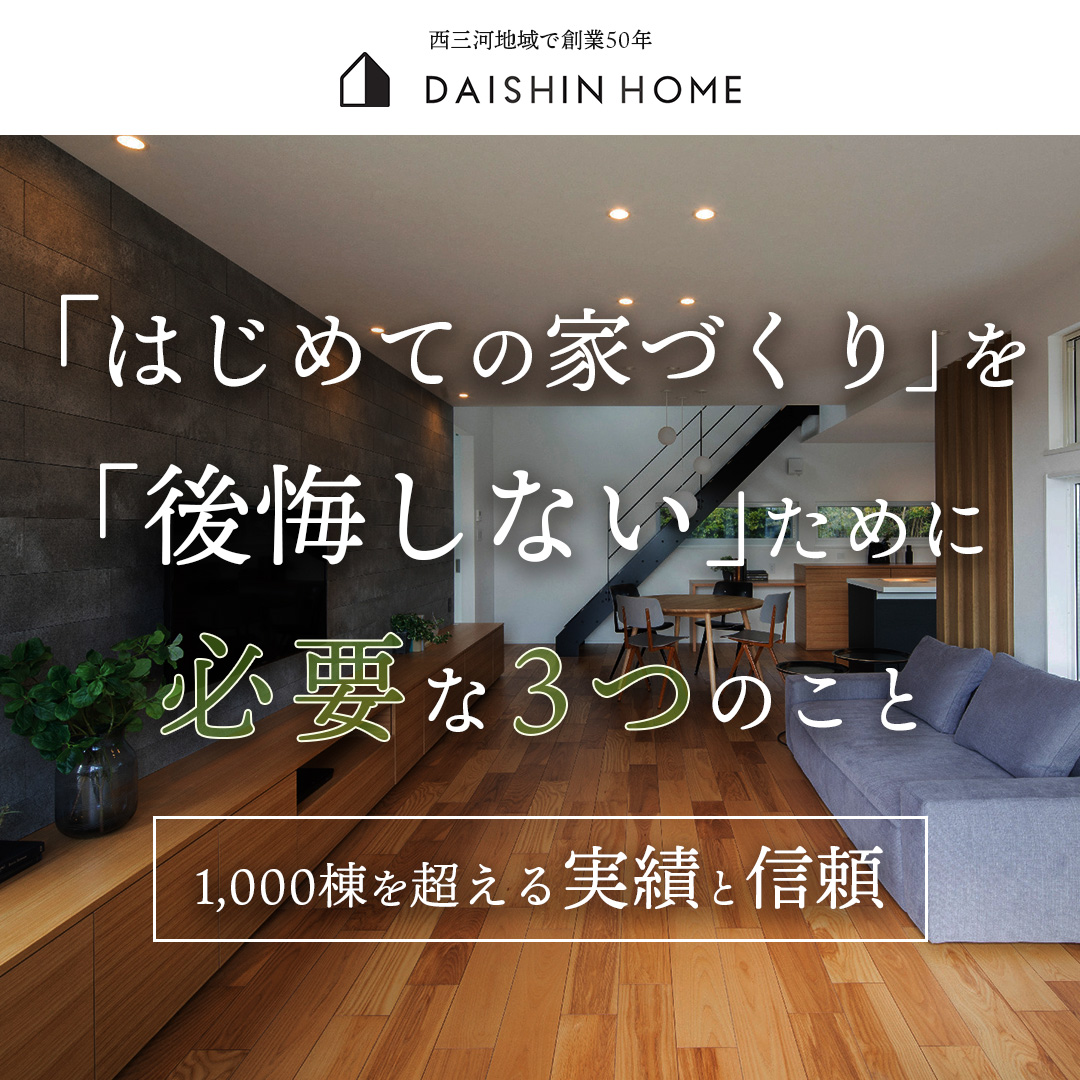 西三河地域で創業50年
DAISHIN HOME
「はじめての家づくり」を
「後悔しない」ために
必要な3つのこと
1,000棟を超える実績と信頼